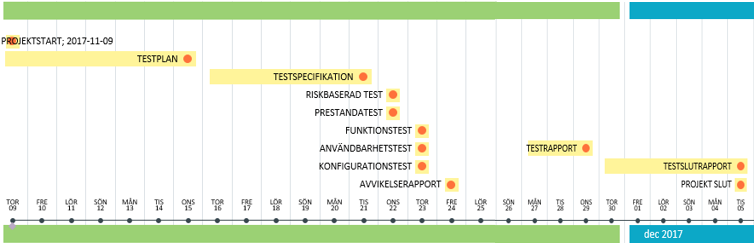 PROJEKTSTART; 2017-11-09
TESTPLAN
TESTSPECIFIKATION
RISKBASERAD TEST
PRESTANDATEST
FUNKTIONSTEST
ANVÄNDBARHETSTEST TESTRAPPORT
KONFIGURATIONSTEST TESTSLUTRAPPORT
AVVIKELSERAPPORT PROJEKT SLUT
TOR FRE LÖR SÖN MÅN TIS ONS TOR FRE LÖR SÖN MÅN TIS ONS TOR FRE LÖR SÖN MÅN TIS ONS TOR FRE LÖR SÖN MÅN TIS
09 10 11 12 13 14 15 16 17 18 19 20 21 22 23 24 25 26 27 28 29 30 01 02 03 04 05
dec 2017